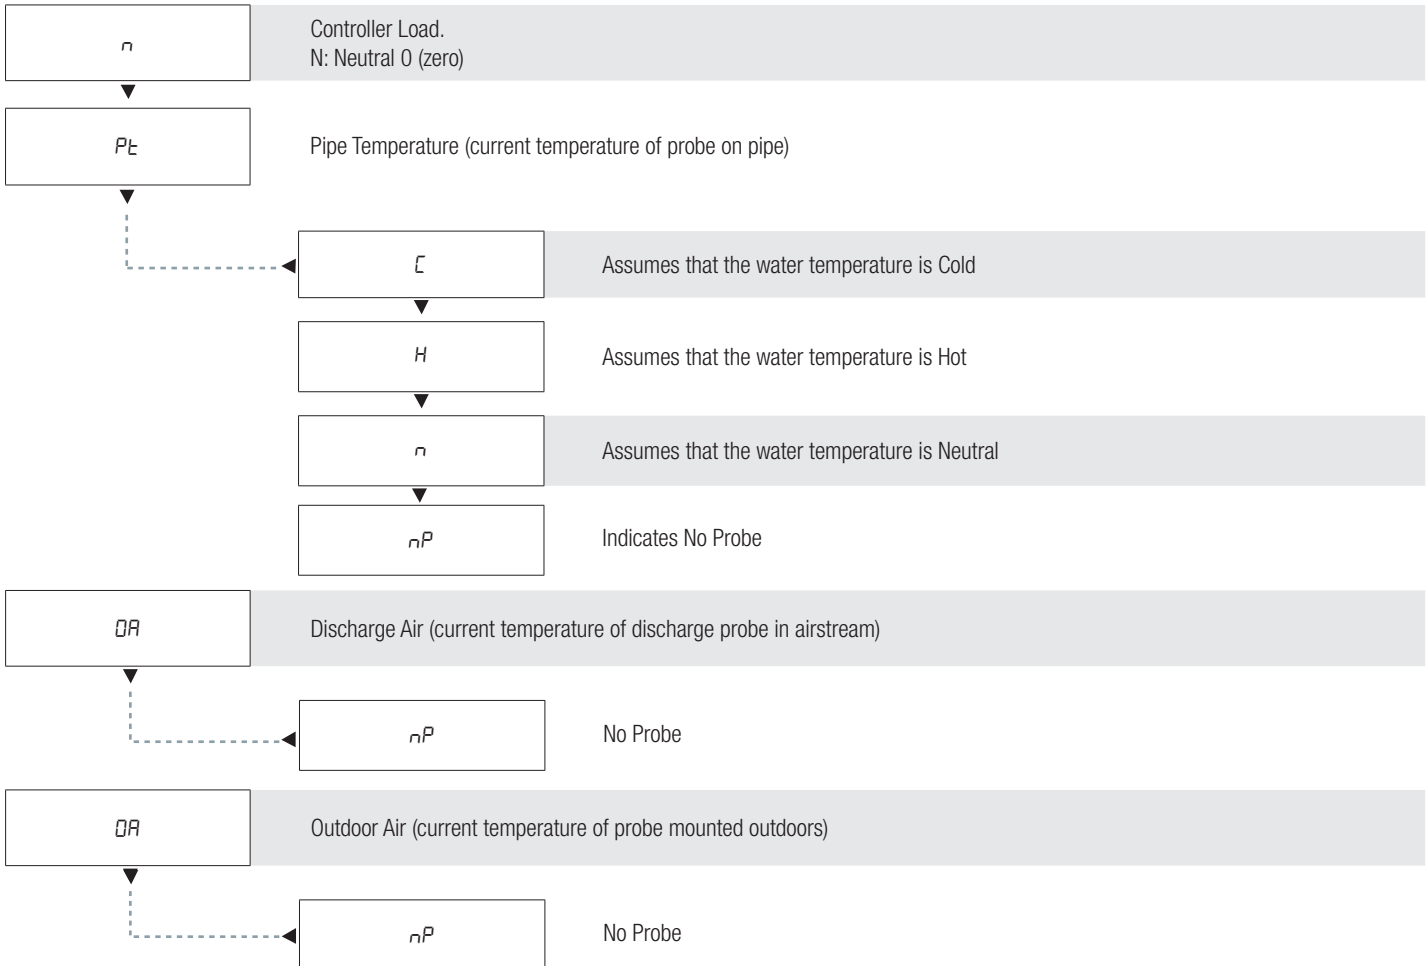 n
Controller Load.
N: Neutral 0 (zero)
Pt
Pipe Temperature (current temperature of probe on pipe)
C
Assumes that the water temperature is Cold
H
Assumes that the water temperature is Hot
n
Assumes that the water temperature is Neutral
nP
Indicates No Probe
OA
Discharge Air (current temperature of discharge probe in airstream)
nP
No Probe
OA
Outdoor Air (current temperature of probe mounted outdoors)
nP
No Probe